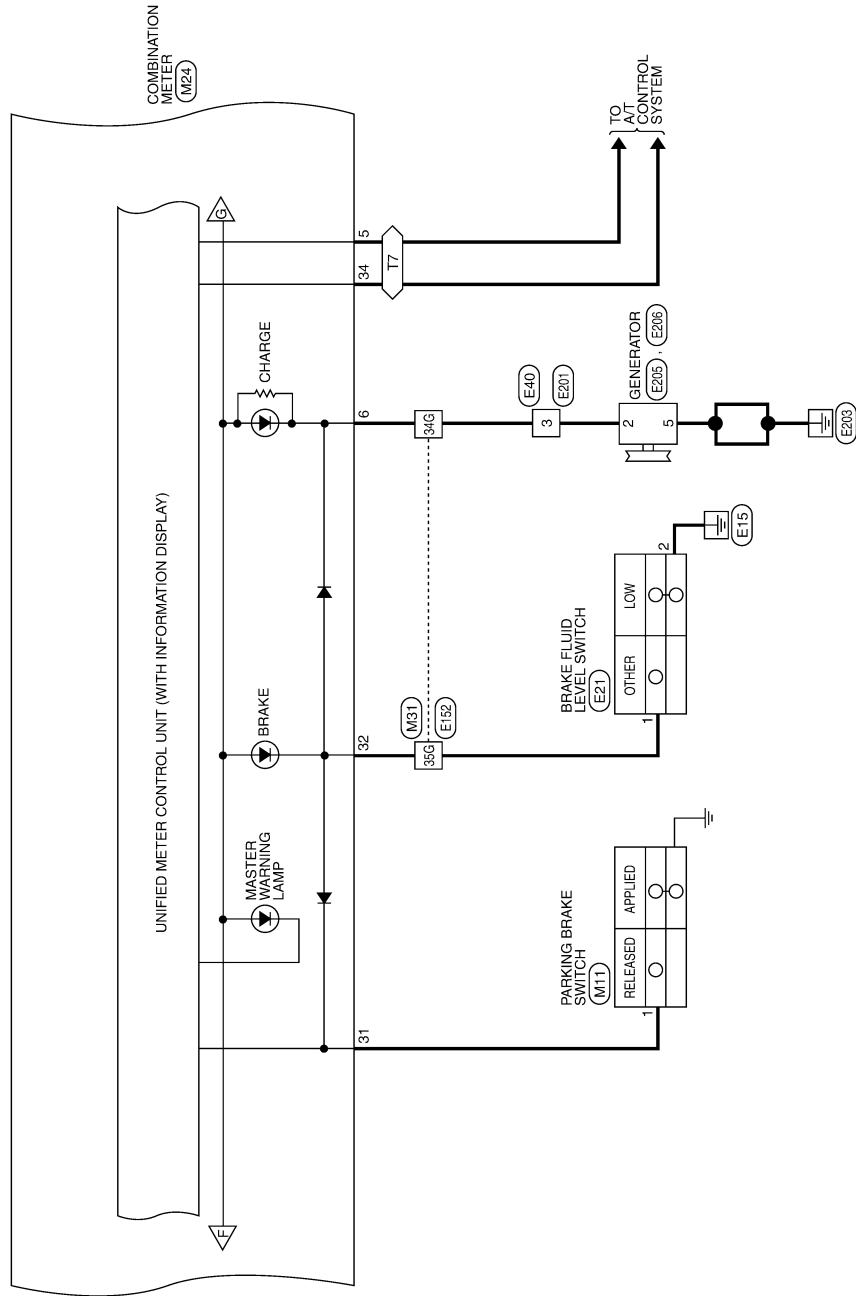 COMBINATION
METER
M24
UNIFIED METER CONTROL UNIT (WITH INFORMATION DISPLAY)
F
G
MASTER
WARNING
LAMP
BRAKE
CHARGE
31
32
6
34
5
T7
TO
A/T
CONTROL
SYSTEM
35G
M31
E152
34G
3
E40
E201
GENERATOR
E205 , E206
2
5
E203
PARKING BRAKE
SWITCH
M11
RELEASED
APPLIED
1
BRAKE FLUID
LEVEL SWITCH
E21
OTHER
LOW
1
2
E15